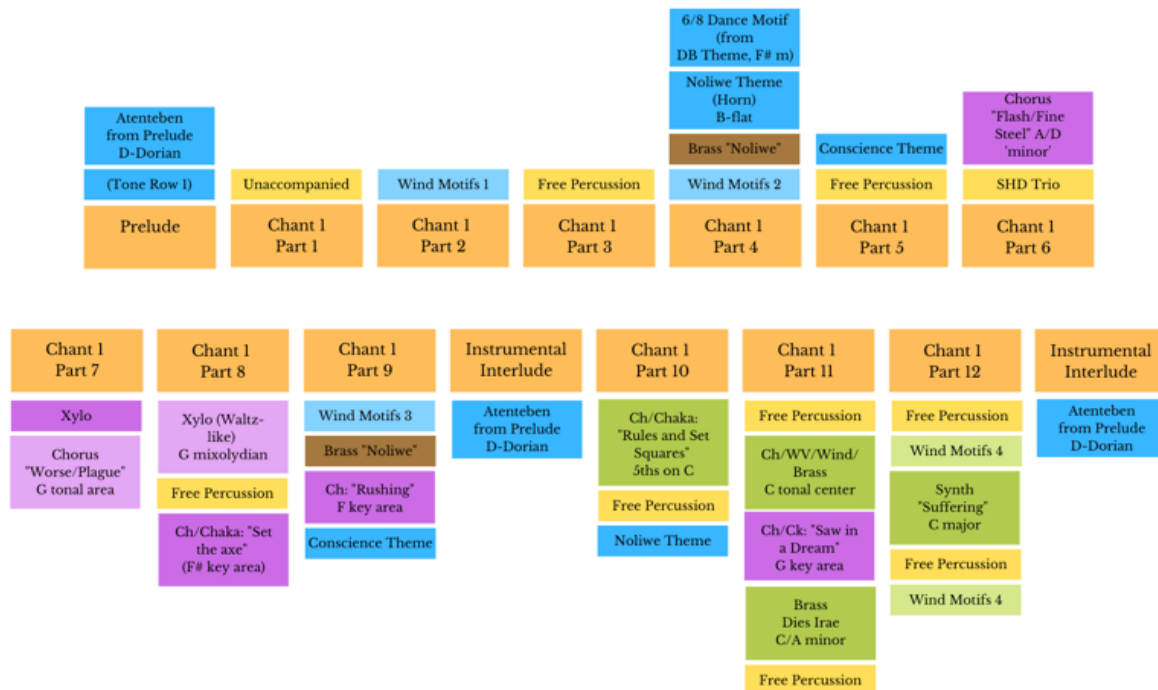 6/8 Dance Motif
(from
DB Theme, F# m)
Noliwe Theme
(Horn)
B-flat
Brass "Noliwe"
Wind Motifs 2
Chant 1
Part 4
Atenteben
from Prelude
D-Dorian
(Tone Row 1)
Prelude
Unaccompanied
Chant 1
Part 1
Wind Motifs 1
Chant 1
Part 2
Free Percussion
Chant 1
Part 3
Conscience Theme
Free Percussion
Chant 1
Part 5
Chorus
"Flash/Fine
Steel" A/D
'minor'
SHD Trio
Chant 1
Part 6
Chant 1
Part 7
Xylo
Chorus
"Worse/Plague"
G tonal area
Chant 1
Part 8
Xylo (Waltz-
like)
G mixolydian
Free Percussion
Ch/Chaka: "Set
the axe"
(F# key area)
Chant 1
Part 9
Wind Motifs 3
Brass "Noliwe"
Ch: "Rushing"
F key area
Conscience Theme
Instrumental
Interlude
Atenteben
from Prelude
D-Dorian
Chant 1
Part 10
Ch/Chaka:
"Rules and Set
Squares"
5ths on C
Free Percussion
Noliwe Theme
Chant 1
Part 11
Free Percussion
Ch/WV/Wind/
Brass
C tonal center
Ch/Ck: "Saw in
a Dream"
G key area
Brass
Dies Irae
C/A minor
Free Percussion
Chant 1
Part 12
Free Percussion
Wind Motifs 4
Synth
"Suffering"
C major
Free Percussion
Wind Motifs 4
Instrumental
Interlude
Atenteben
from Prelude
D-Dorian